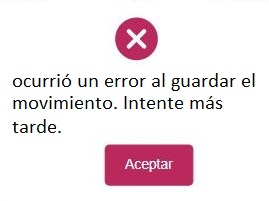 ocurrió un error al guardar el
movimiento. Intente más
tarde.
Aceptar